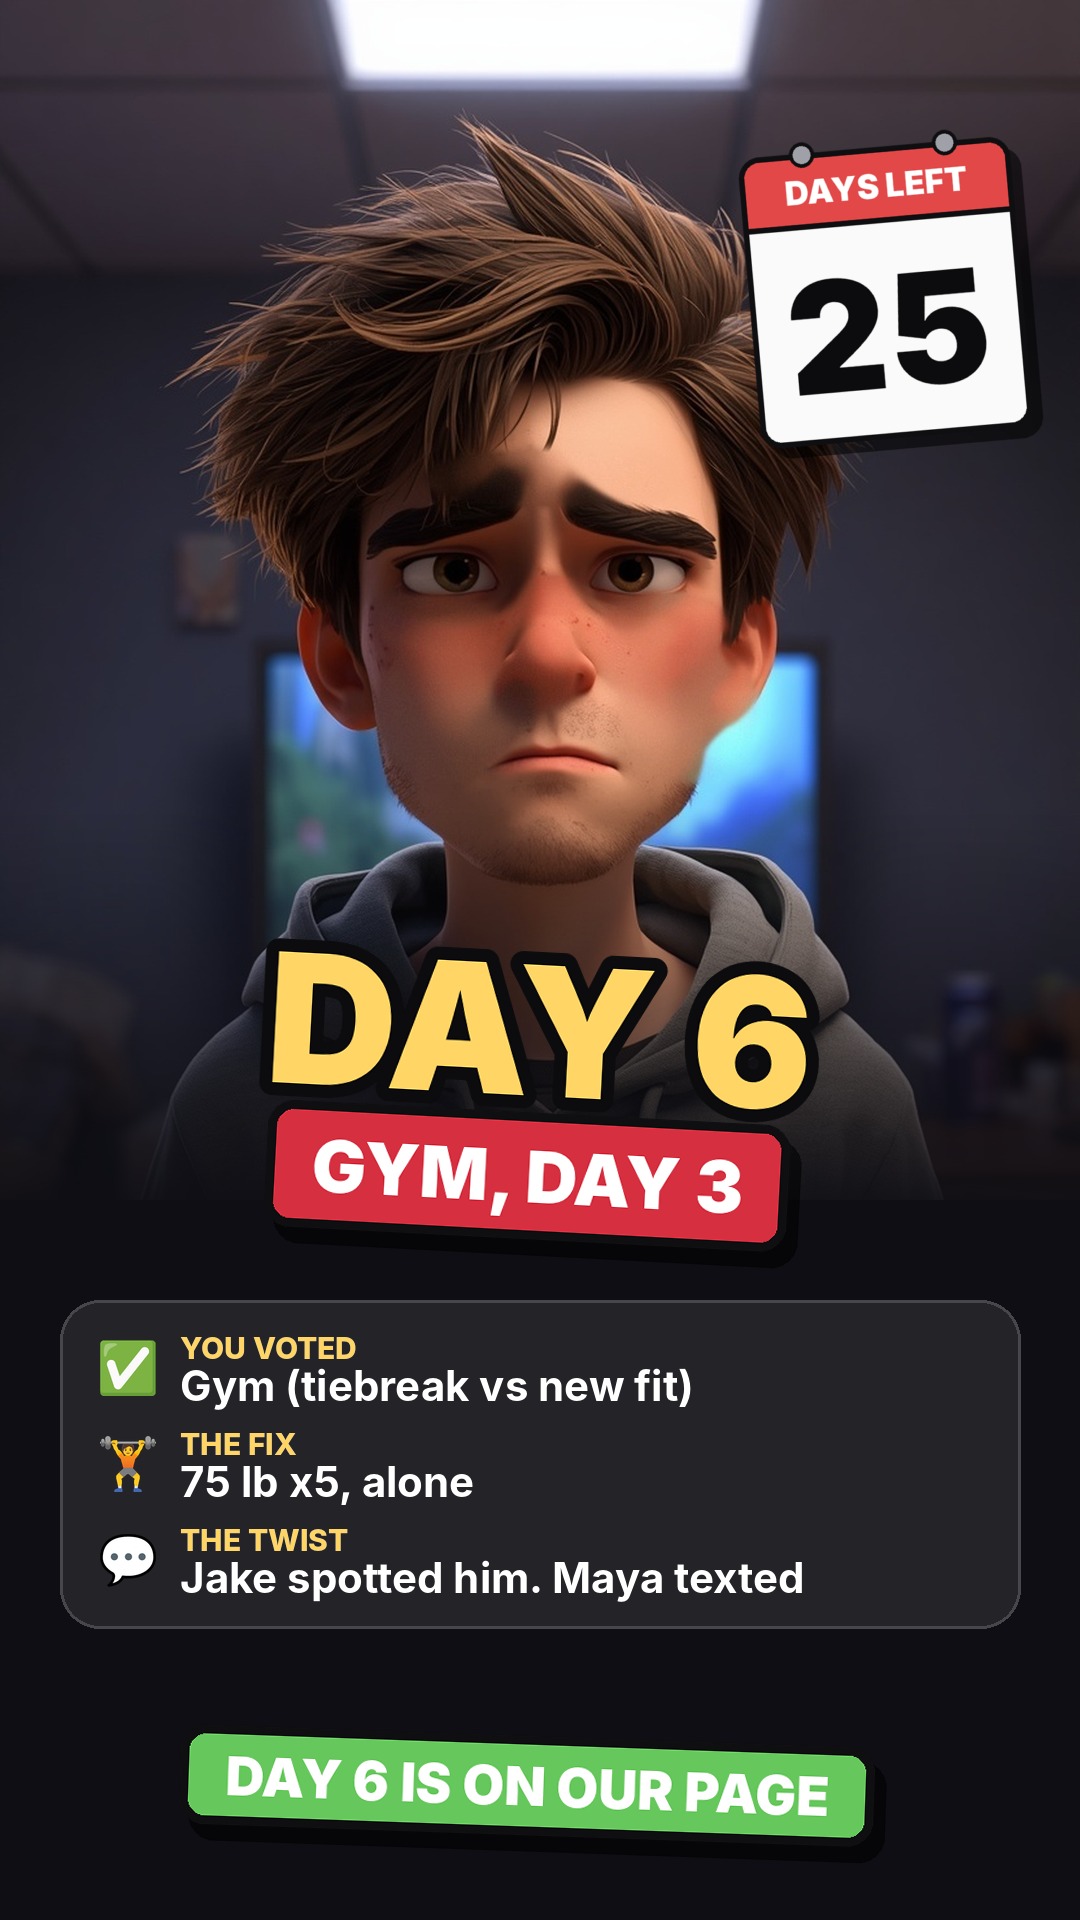 DAYS LEFT
25
DAY 6
GYM, DAY 3
YOU VOTED
Gym (tiebreak vs new fit)
THE FIX
75 lb x5, alone
THE TWIST
Jake spotted him. Maya texted
DAY 6 IS ON OUR PAGE